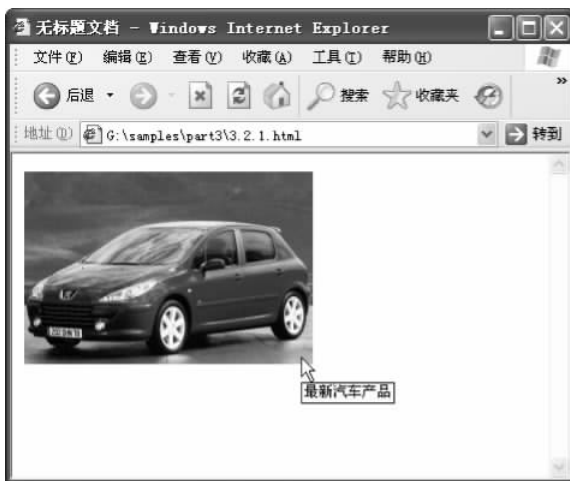 无标题文档 - Windows Internet Explorer
文件(F) 编辑(E) 查看(V) 收藏(A) 工具(T) 帮助(H)
后退 搜索 收藏夹 »
地址(D) G:\samples\part3\3.2.1.html 转到
最新汽车产品